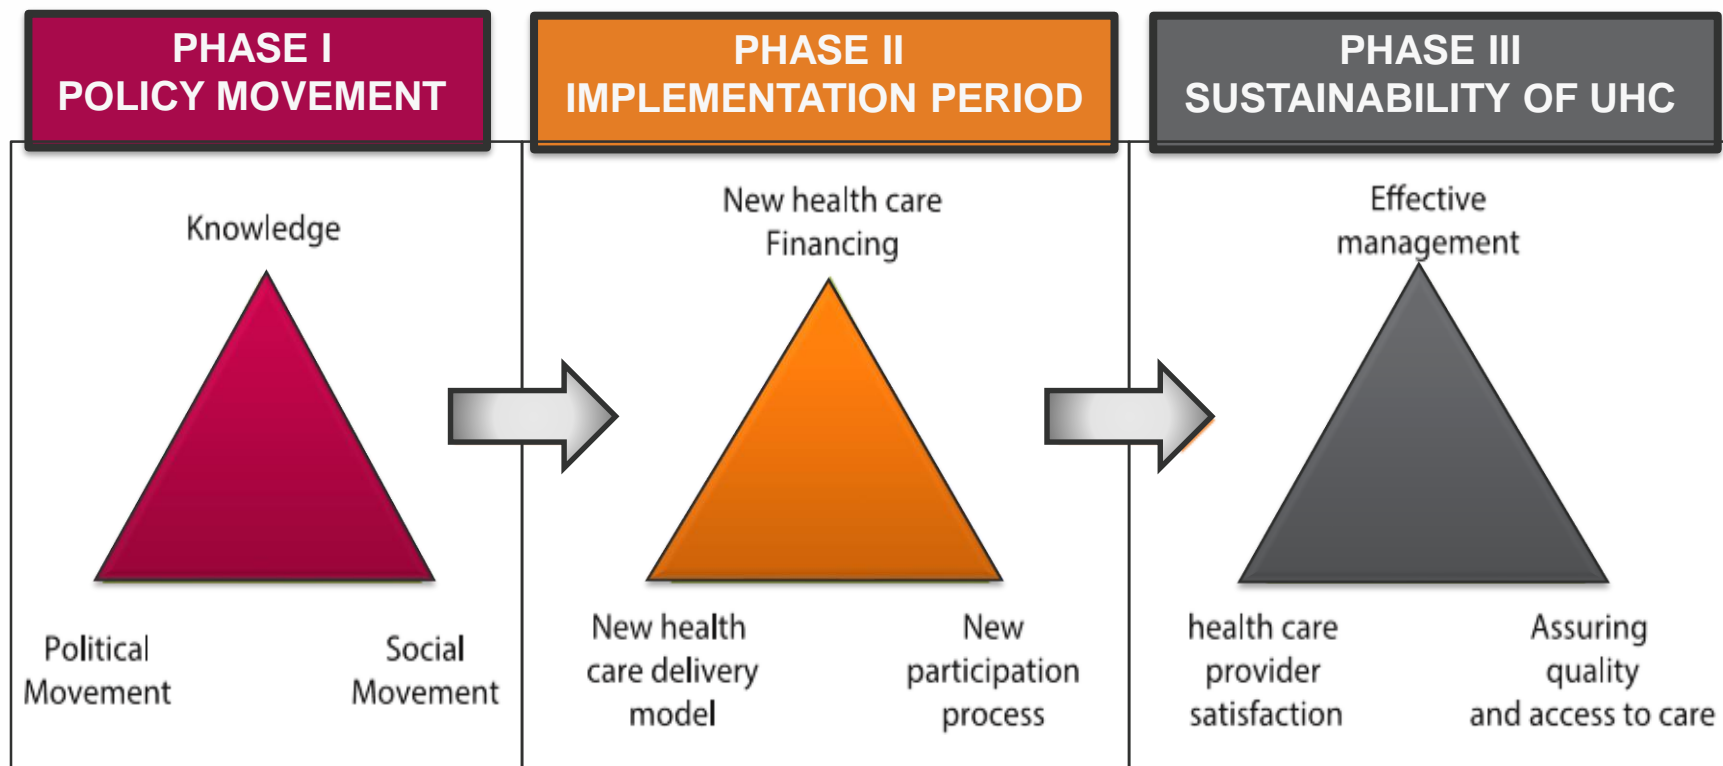 PHASE I
POLICY MOVEMENT
Knowledge
Political
Movement
Social
Movement
PHASE II
IMPLEMENTATION PERIOD
New health care
Financing
New health
care delivery
model
New
participation
process
PHASE III
SUSTAINABILITY OF UHC
Effective
management
health care
provider
satisfaction
Assuring
quality
and access to care